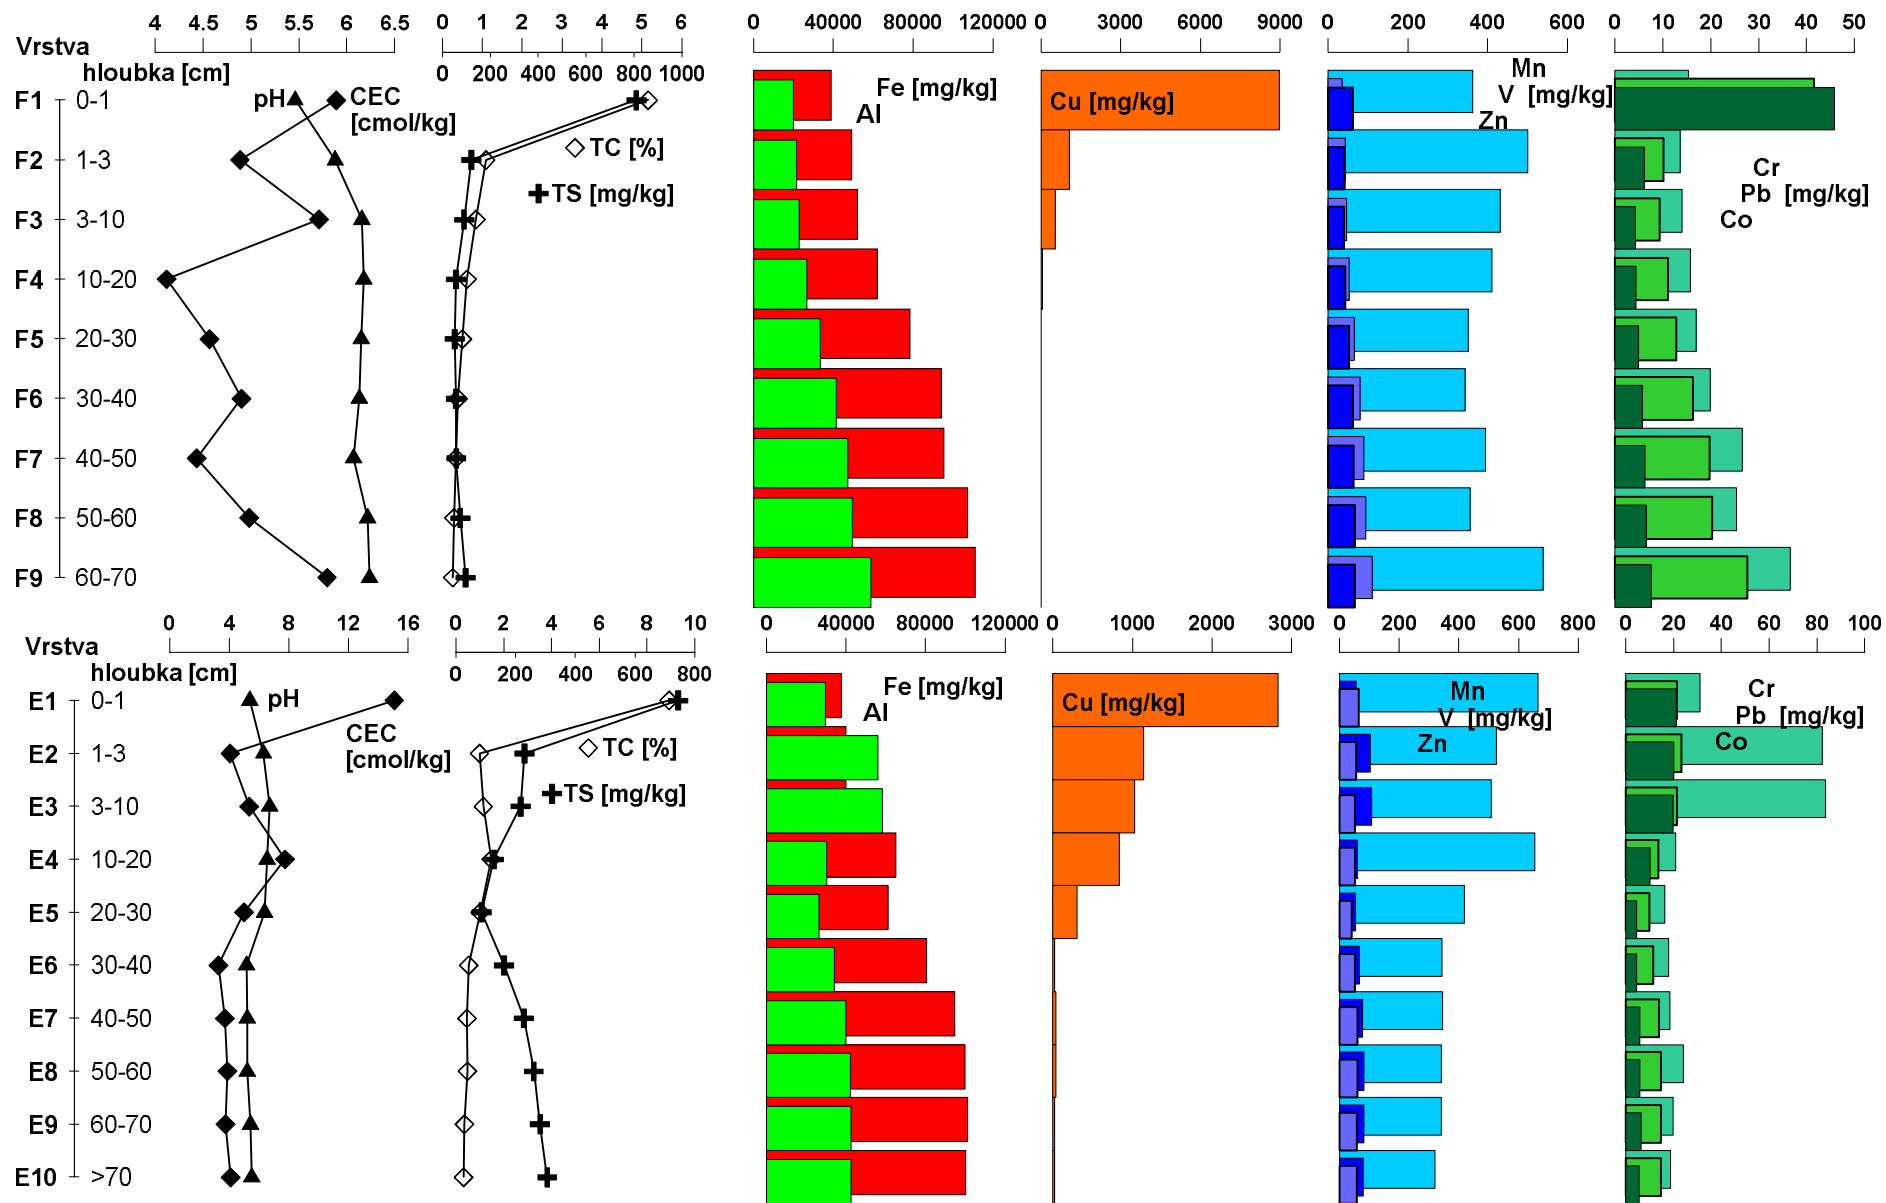 4 4.5 5 5.5 6 6.5
0 1 2 3 4 5 6
0 40000 80000 120000
0 3000 6000 9000
0 200 400 600
0 10 20 30 40 50
Vrstva
hloubka [cm]
0 200 400 600 800 1000
pH
CEC
[cmol/kg]
TC [%]
TS [mg/kg]
Fe [mg/kg]
Al
Cu [mg/kg]
Mn
V [mg/kg]
Zn
Cr
Pb [mg/kg]
Co
F1 0-1
F2 1-3
F3 3-10
F4 10-20
F5 20-30
F6 30-40
F7 40-50
F8 50-60
F9 60-70
0 4 8 12 16
0 2 4 6 8 10
0 40000 80000 120000
0 1000 2000 3000
0 200 400 600 800
0 20 40 60 80 100
Vrstva
hloubka [cm]
0 200 400 600 800
pH
CEC
[cmol/kg]
TC [%]
TS [mg/kg]
Fe [mg/kg]
Al
Cu [mg/kg]
Mn
V [mg/kg]
Zn
Cr
Pb [mg/kg]
Co
E1 0-1
E2 1-3
E3 3-10
E4 10-20
E5 20-30
E6 30-40
E7 40-50
E8 50-60
E9 60-70
E10 >70